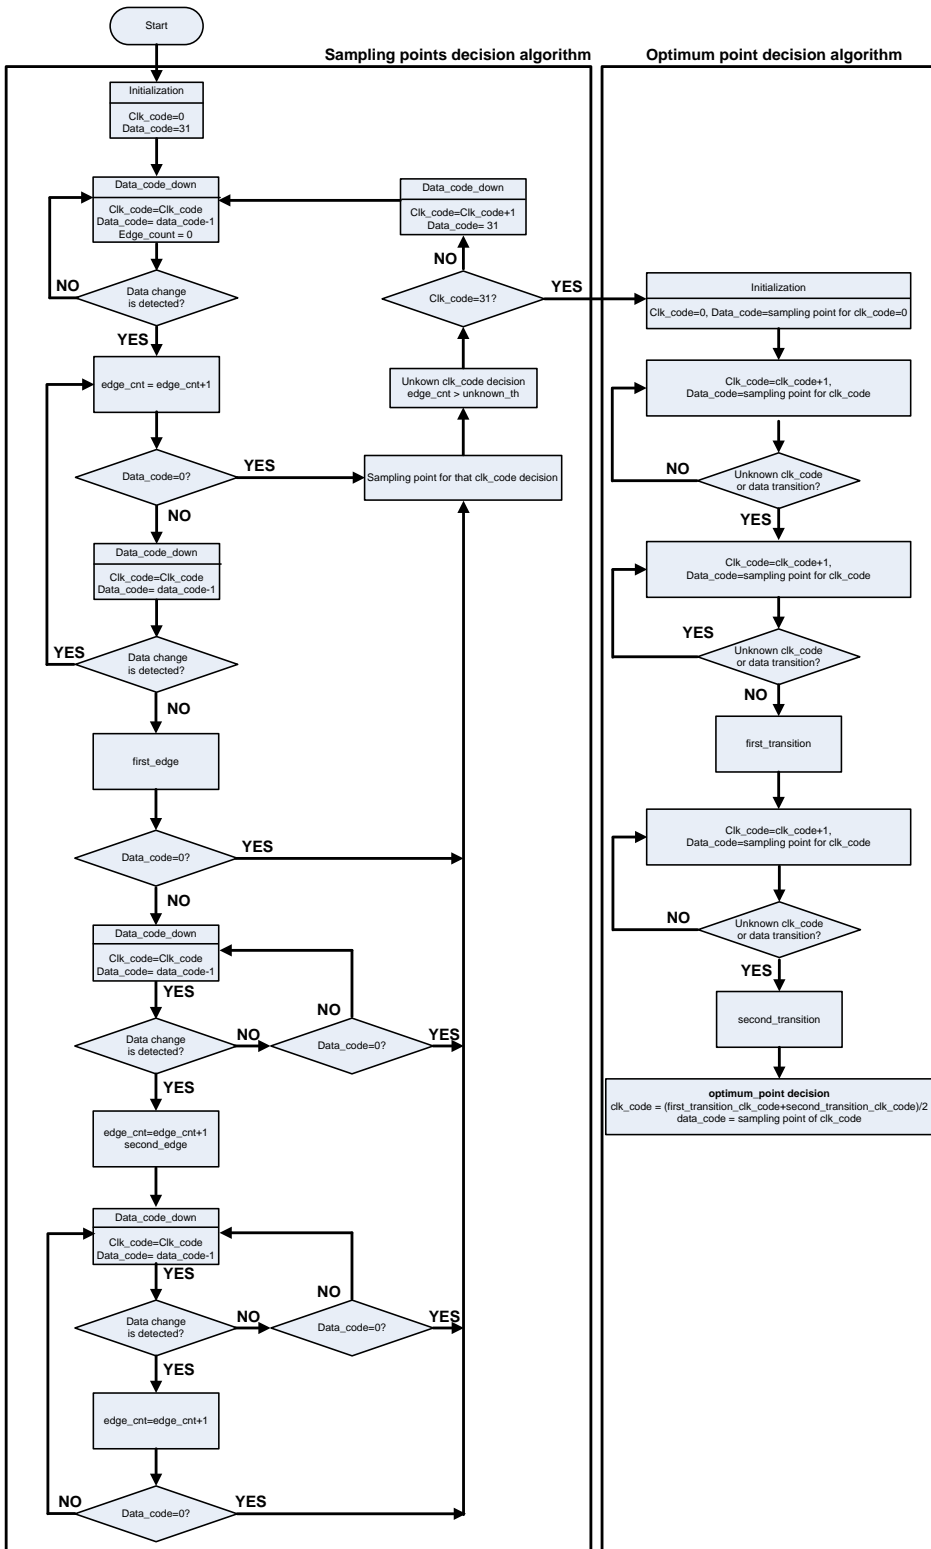 Start
Sampling points decision algorithm
Initialization
Clk_code=0
Data_code=31
Data_code_down
Clk_code=Clk_code
Data_code= data_code-1
Edge_count = 0
NO
Data change
is detected?
YES
edge_cnt = edge_cnt+1
Data_code=0?
YES
NO
Data_code_down
Clk_code=Clk_code
Data_code= data_code-1
YES
Data change
is detected?
NO
first_edge
Data_code=0?
YES
NO
Data_code_down
Clk_code=Clk_code
Data_code= data_code-1
YES
Data change
is detected?
NO
NO
Data_code=0?
YES
YES
edge_cnt=edge_cnt+1
second_edge
Data_code_down
Clk_code=Clk_code
Data_code= data_code-1
YES
Data change
is detected?
NO
NO
Data_code=0?
YES
YES
edge_cnt=edge_cnt+1
NO
Data_code=0?
YES
Data_code_down
Clk_code=Clk_code+1
Data_code= 31
NO
Clk_code=31?
YES
Unkown clk_code decision
edge_cnt > unknown_th
Sampling point for that clk_code decision
Optimum point decision algorithm
Initialization
Clk_code=0, Data_code=sampling point for clk_code=0
Clk_code=clk_code+1,
Data_code=sampling point for clk_code
NO
Unknown clk_code
or data transition?
YES
Clk_code=clk_code+1,
Data_code=sampling point for clk_code
YES
Unknown clk_code
or data transition?
NO
first_transition
Clk_code=clk_code+1,
Data_code=sampling point for clk_code
NO
Unknown clk_code
or data transition?
YES
second_transition
optimum_point decision
clk_code = (first_transition_clk_code+second_transition_clk_code)/2
data_code = sampling point of clk_code